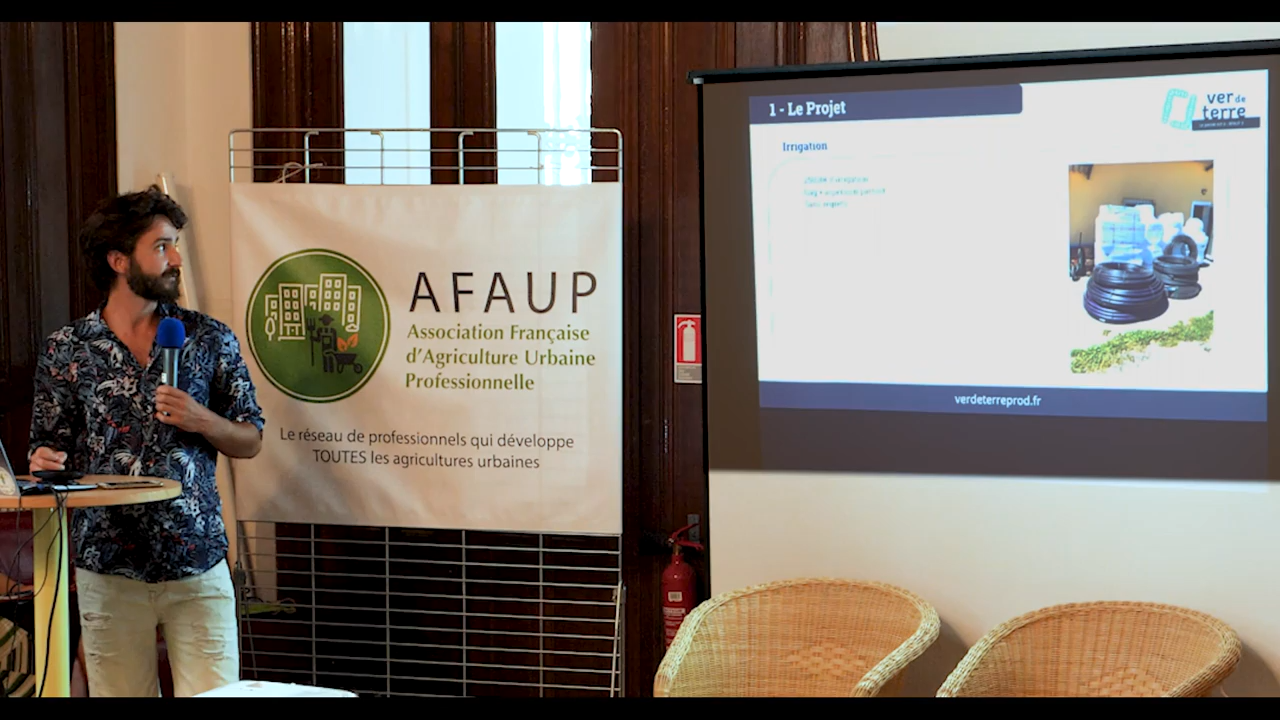 AFAUP
Association Française
d'Agriculture Urbaine
Professionnelle
Le réseau de professionnels qui développe
TOUTES les agricultures urbaines
1 - Le Projet
ver de
terre
Irrigation
verdeterreprod.fr